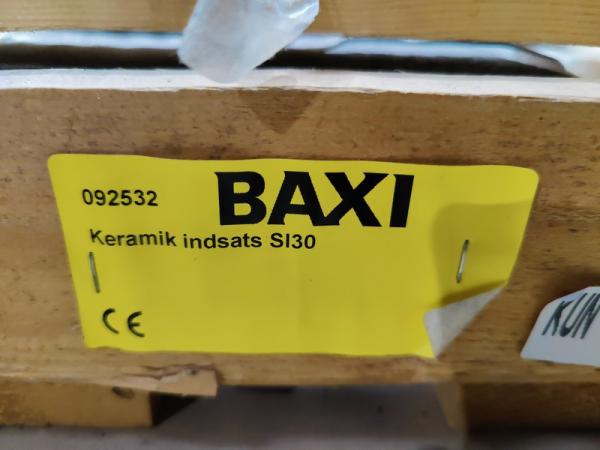 092532
BAXI
Keramik indsats SI30
CE
KUN